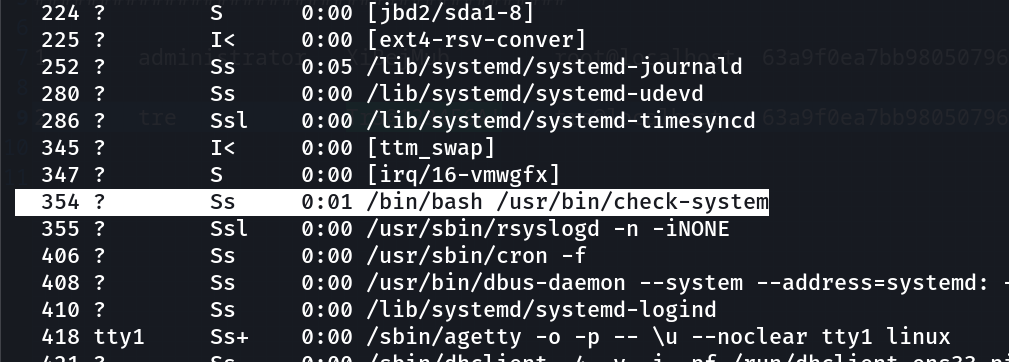 224 ? S 0:00 [jbd2/sda1-8]
225 ? I< 0:00 [ext4-rsv-conver]
administrator
63a9f0ea7bb98050796
252 ? Ss 0:05 /lib/systemd/systemd-journald
280 ? Ss 0:00 /lib/systemd/systemd-udevd
286 ? Ssl 0:00 /lib/systemd/systemd-timesyncd
tre
63a9f0ea7bb98050796
345 ? I< 0:00 [ttm_swap]
347 ? S 0:00 [irq/16-vmwgfx]
354 ? Ss 0:01 /bin/bash /usr/bin/check-system
355 ? Ssl 0:00 /usr/sbin/rsyslogd -n -iNONE
406 ? Ss 0:00 /usr/sbin/cron -f
408 ? Ss 0:00 /usr/bin/dbus-daemon --system --address=systemd: -
410 ? Ss 0:00 /lib/systemd/systemd-logind
418 tty1 Ss+ 0:00 /sbin/agetty -o -p -- \u --noclear tty1 linux